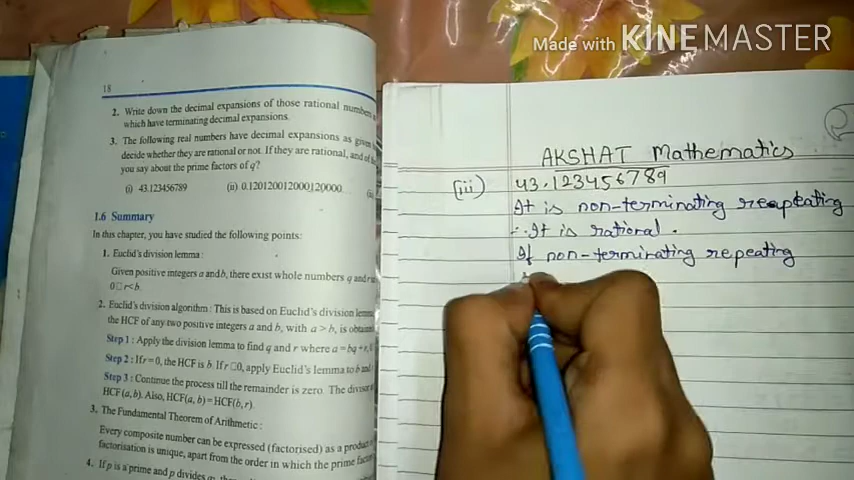 Made with KINEMASTER
18
2. Write down the decimal expansions of those rational numbers
which have terminating decimal expansions.
3. The following real numbers have decimal expansions as given
decide whether they are rational or not. If they are rational, and of
you say about the prime factors of q?
(i) 43.123456789 (ii) 0.120120012000120000...
1.6 Summary
In this chapter, you have studied the following points:
1. Euclid's division lemma :
Given positive integers a and b, there exist whole numbers q and r
0□ r<b.
2. Euclid's division algorithm : This is based on Euclid's division lemma
the HCF of any two positive integers a and b, with a > b, is obtained
Step 1 : Apply the division lemma to find q and r where a = bq + r,
Step 2 : If r = 0, the HCF is b. If r □0, apply Euclid's lemma to b and
Step 3 : Continue the process till the remainder is zero. The divisor
HCF (a, b). Also, HCF(a, b) = HCF(b, r).
3. The Fundamental Theorem of Arithmetic :
Every composite number can be expressed (factorised) as a product
factorisation is unique, apart from the order in which the prime
4. If p is a prime and p divides
AKSHAT Mathematics
(iii) 43.123456789
It is non-terminating reapeating
∴ It is rational.
If non-terminating repeating